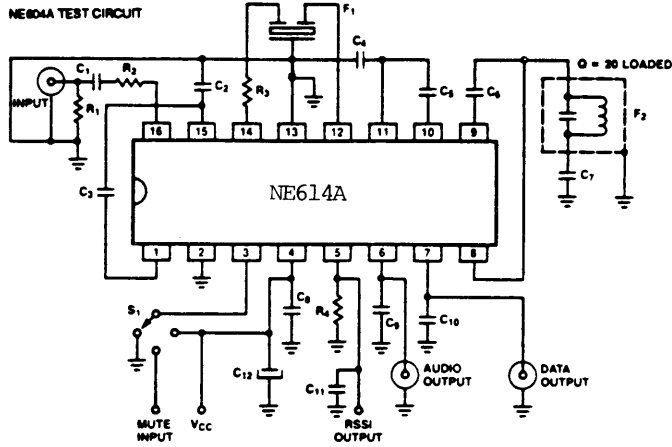 NE604A TEST CIRCUIT
F1
C4
Q = 20 LOADED
C1
R2
C2
R3
C5
C6
F2
INPUT
R1
16
15
14
13
12
11
10
9
C7
C3
NE614A
1
2
3
4
5
6
7
8
S1
C8
R4
C9
C10
C12
C11
AUDIO OUTPUT
DATA OUTPUT
MUTE INPUT
VCC
RSSI OUTPUT